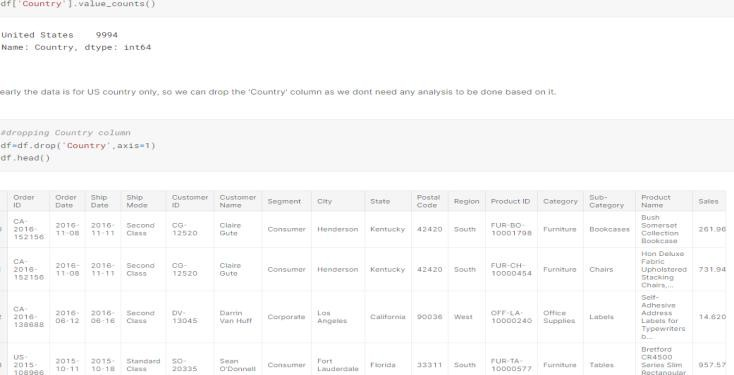 df['Country'].value_counts()
United States    9994
Name: Country, dtype: int64
early the data is for US country only, so we can drop the 'Country' column as we dont need any analysis to be done based on it.
#dropping Country column
df=df.drop('Country',axis=1)
df.head()
Order ID Order Date Ship Date Ship Mode Customer ID Customer Name Segment City State Postal Code Region Product ID Category Sub-Category Product Name Sales
CA-2016-152156 2016-11-08 2016-11-11 Second Class CG-12520 Claire Gute Consumer Henderson Kentucky 42420 South FUR-BO-10001798 Furniture Bookcases Bush Somerset Collection Bookcase 261.96
CA-2016-152156 2016-11-08 2016-11-11 Second Class CG-12520 Claire Gute Consumer Henderson Kentucky 42420 South FUR-CH-10000454 Furniture Chairs Hon Deluxe Fabric Upholstered Stacking Chairs,... 731.94
CA-2016-138688 2016-06-12 2016-06-16 Second Class DV-13045 Darrin Van Huff Corporate Los Angeles California 90036 West OFF-LA-10000240 Office Supplies Labels Self-Adhesive Address Labels for Typewriters b... 14.620
US-2015-108966 2015-10-11 2015-10-18 Standard Class SO-20335 Sean O'Donnell Consumer Fort Lauderdale Florida 33311 South FUR-TA-10000577 Furniture Tables Bretford CR4500 Series Slim Rectangular 957.57